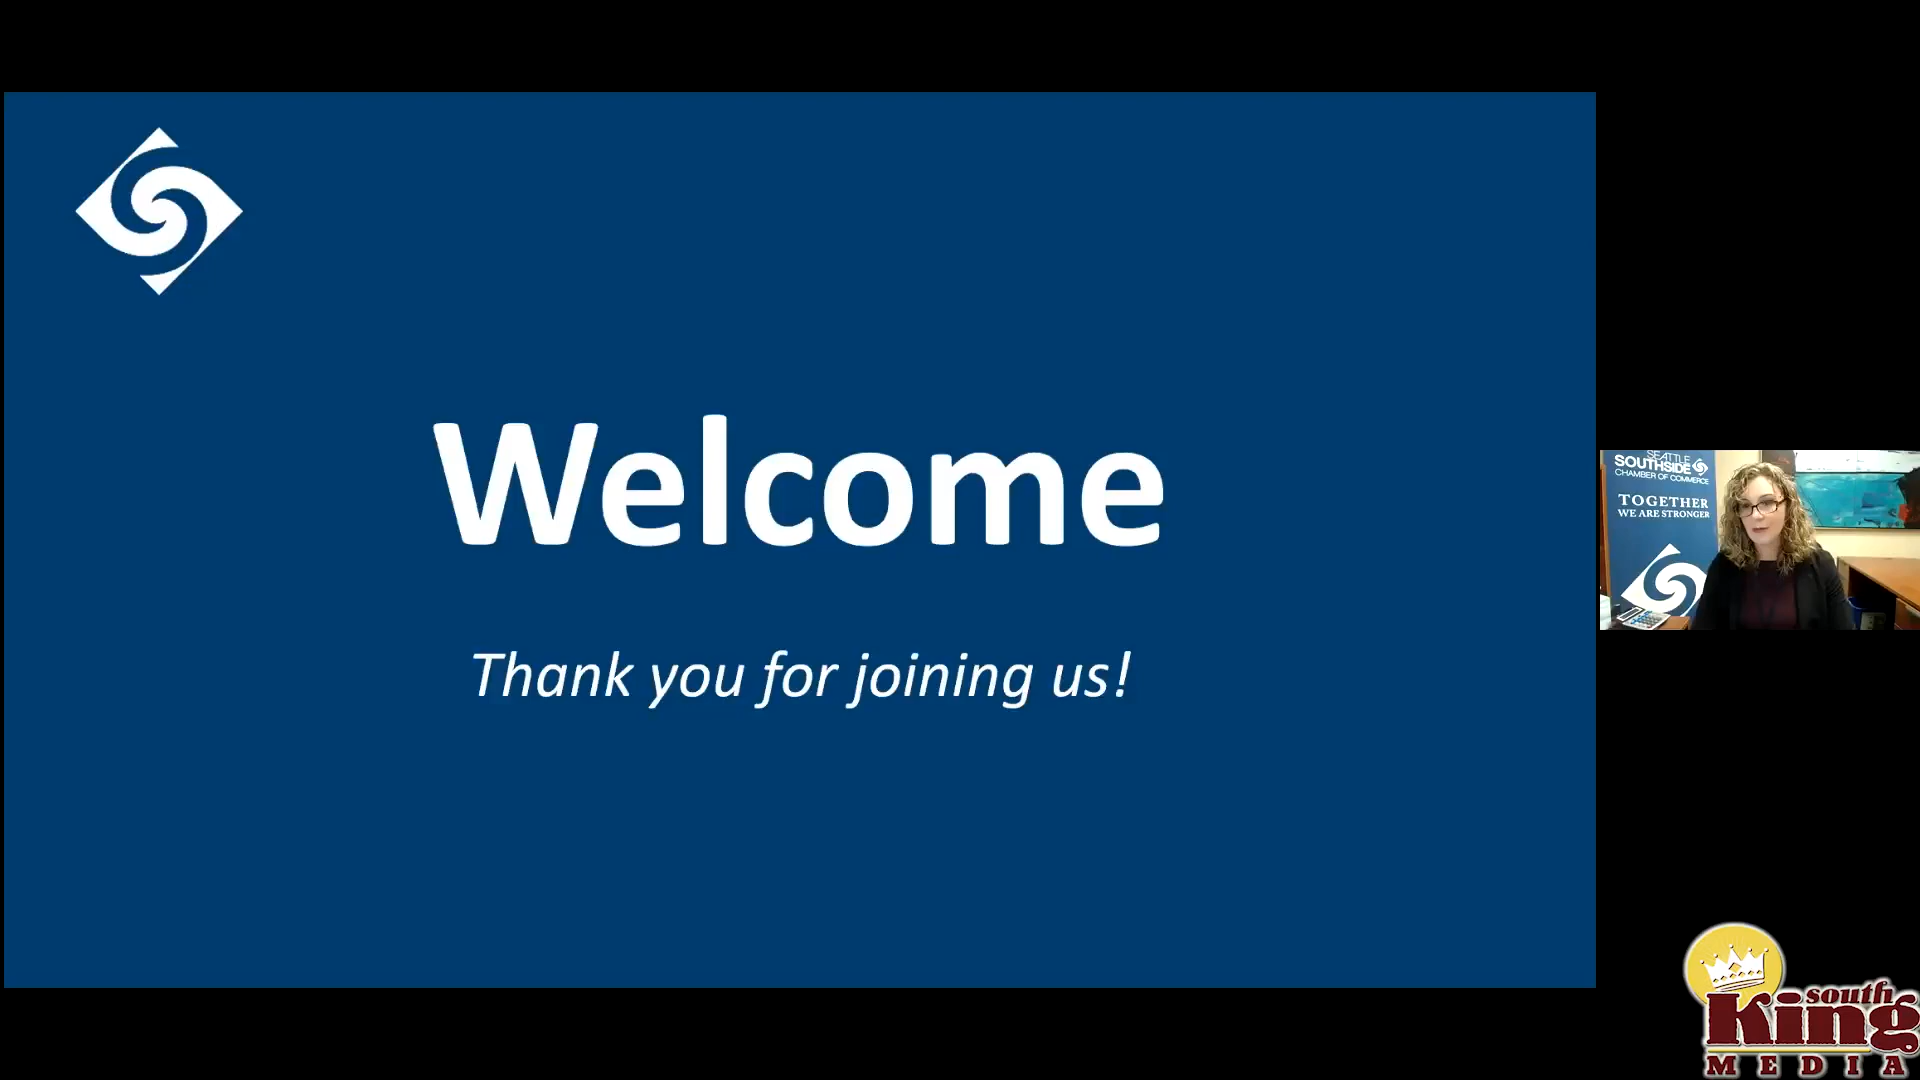 Welcome
Thank you for joining us!
SEATTLE
SOUTHSIDE
CHAMBER OF COMMERCE
TOGETHER
WE ARE STRONGER
south
King
MEDIA